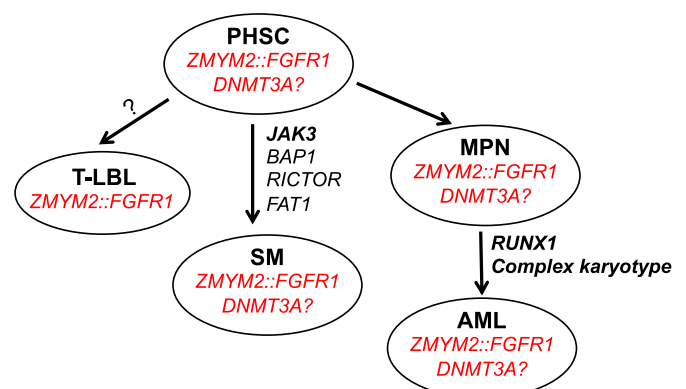 PHSC
ZMYM2::FGFR1
DNMT3A?
?
JAK3
BAP1
RICTOR
FAT1
T-LBL
ZMYM2::FGFR1
MPN
ZMYM2::FGFR1
DNMT3A?
SM
ZMYM2::FGFR1
DNMT3A?
RUNX1
Complex karyotype
AML
ZMYM2::FGFR1
DNMT3A?